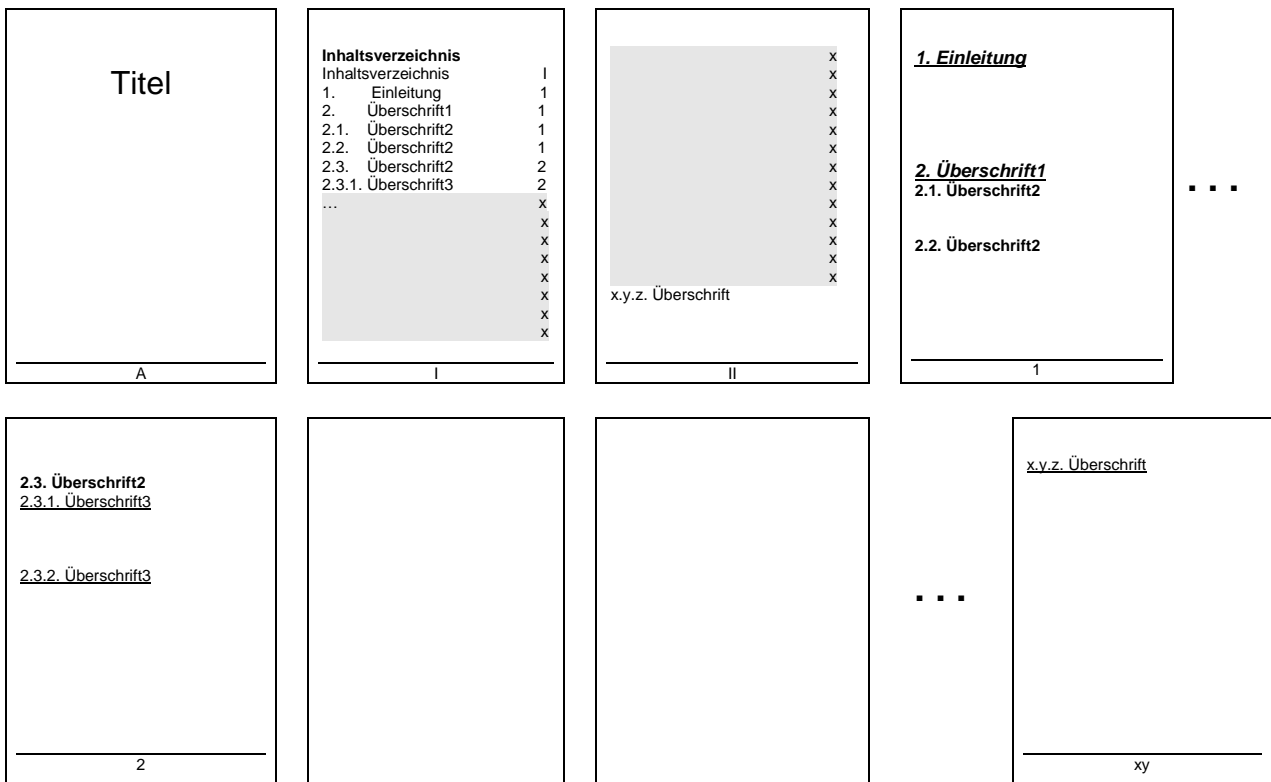 Titel
A
Inhaltsverzeichnis
Inhaltsverzeichnis I
1. Einleitung 1
2. Überschrift1 1
2.1. Überschrift2 1
2.2. Überschrift2 1
2.3. Überschrift2 2
2.3.1. Überschrift3 2
… x
x
x
x
x
x
x
x
I
x
x
x
x
x
x
x
x
x
x
x
x
x
x.y.z. Überschrift
II
1. Einleitung
2. Überschrift1
2.1. Überschrift2
2.2. Überschrift2
1
. . .
2.3. Überschrift2
2.3.1. Überschrift3
2.3.2. Überschrift3
2
. . .
x.y.z. Überschrift
xy